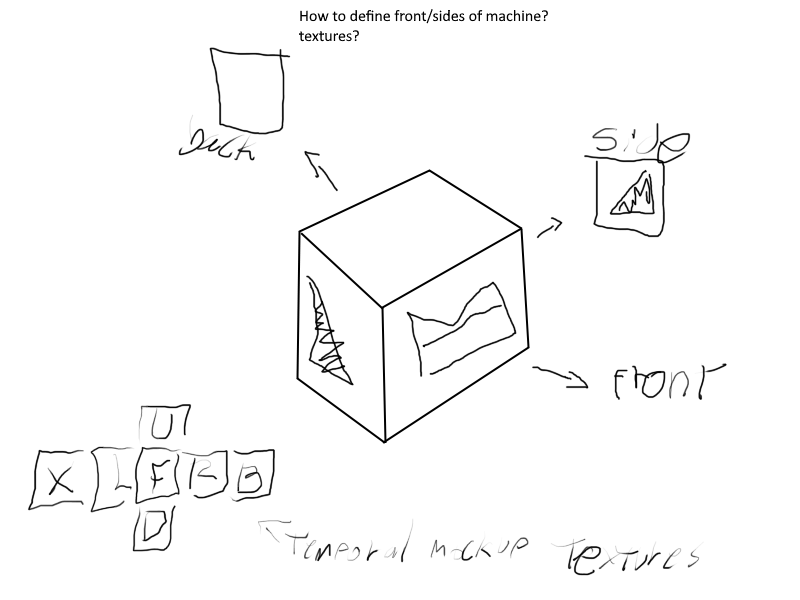 How to define front/sides of machine?
textures?
back
side
Front
U
X L F R B
D
Temporal mockup Textures